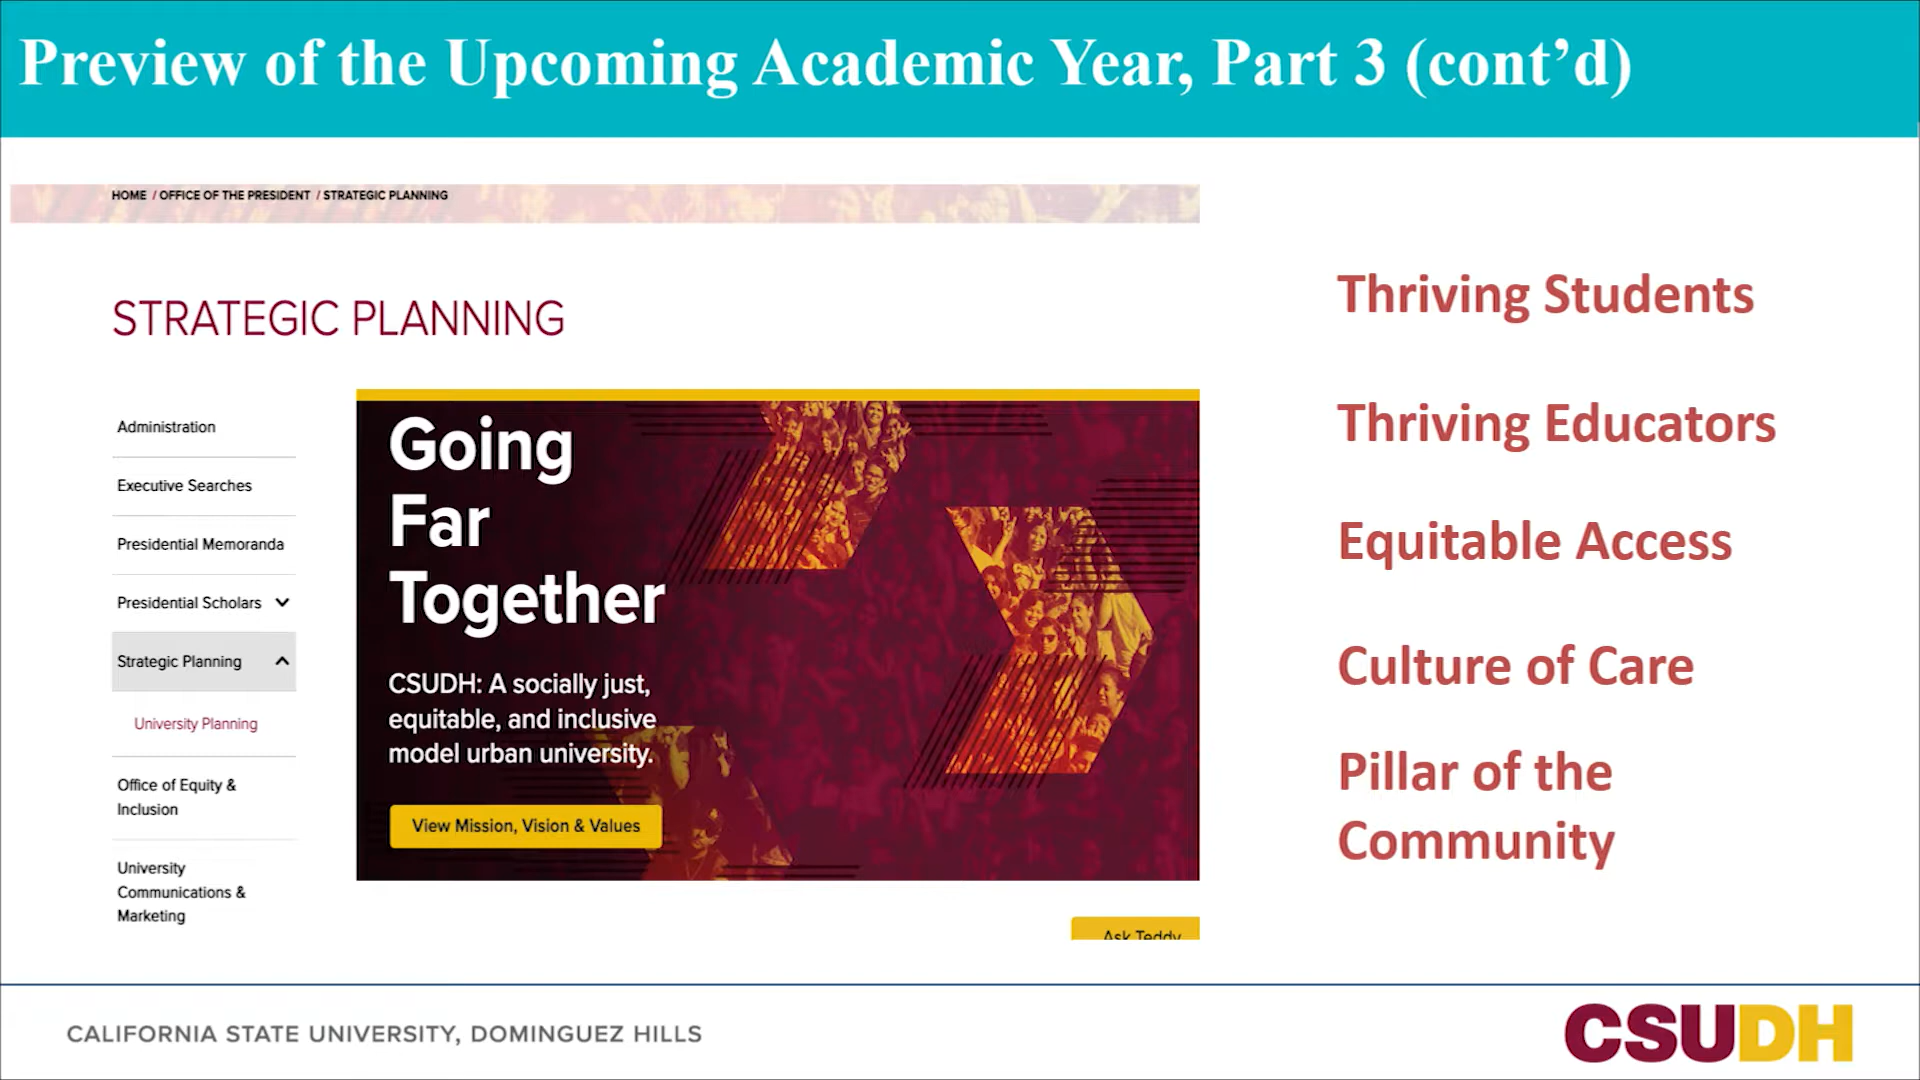 Preview of the Upcoming Academic Year, Part 3 (cont’d)
HOME / OFFICE OF THE PRESIDENT / STRATEGIC PLANNING
STRATEGIC PLANNING
Administration
Executive Searches
Presidential Memoranda
Presidential Scholars
Strategic Planning
University Planning
Office of Equity &
Inclusion
University
Communications &
Marketing
Going
Far
Together
CSUDH: A socially just,
equitable, and inclusive
model urban university.
View Mission, Vision & Values
Ask Teddy
Thriving Students
Thriving Educators
Equitable Access
Culture of Care
Pillar of the
Community
CALIFORNIA STATE UNIVERSITY, DOMINGUEZ HILLS
CSUDH